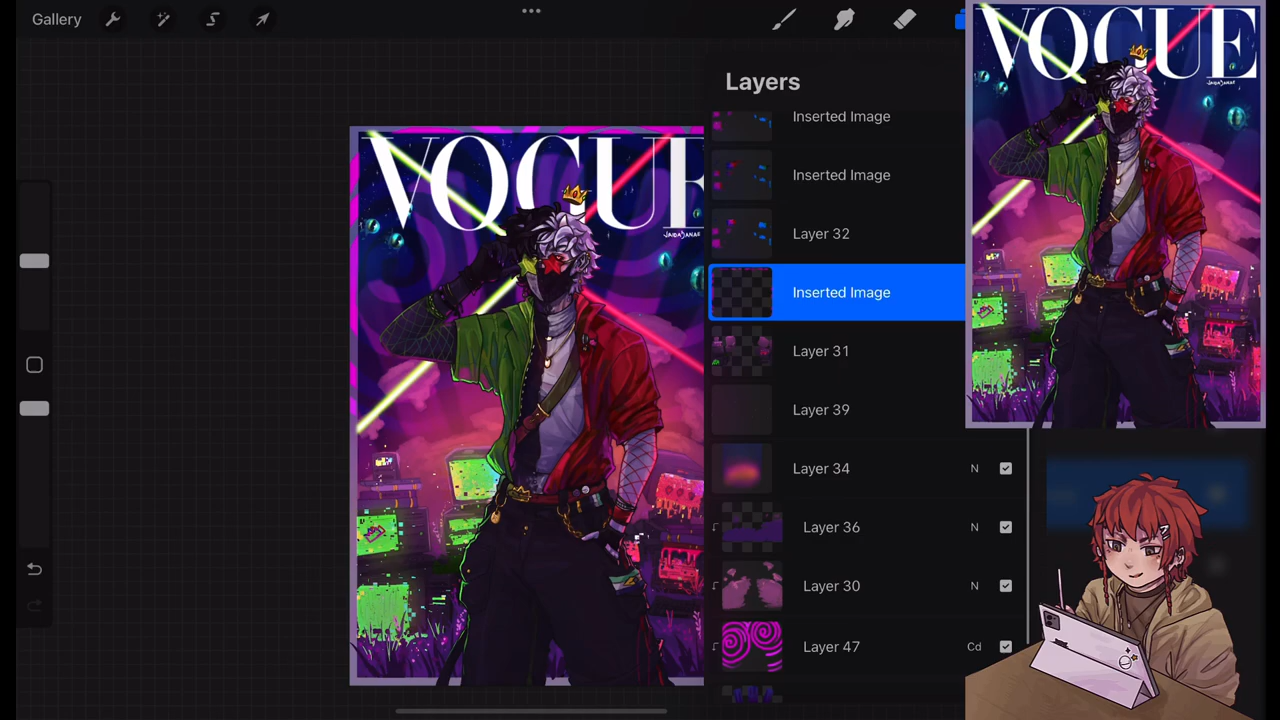 Gallery
Layers
Inserted Image
Inserted Image
Layer 32
Inserted Image
Layer 31
Layer 39
Layer 34 N
Layer 36 N
Layer 30 N
Layer 47 Cd
VOGUE
JAIDADANAE
VOGUE